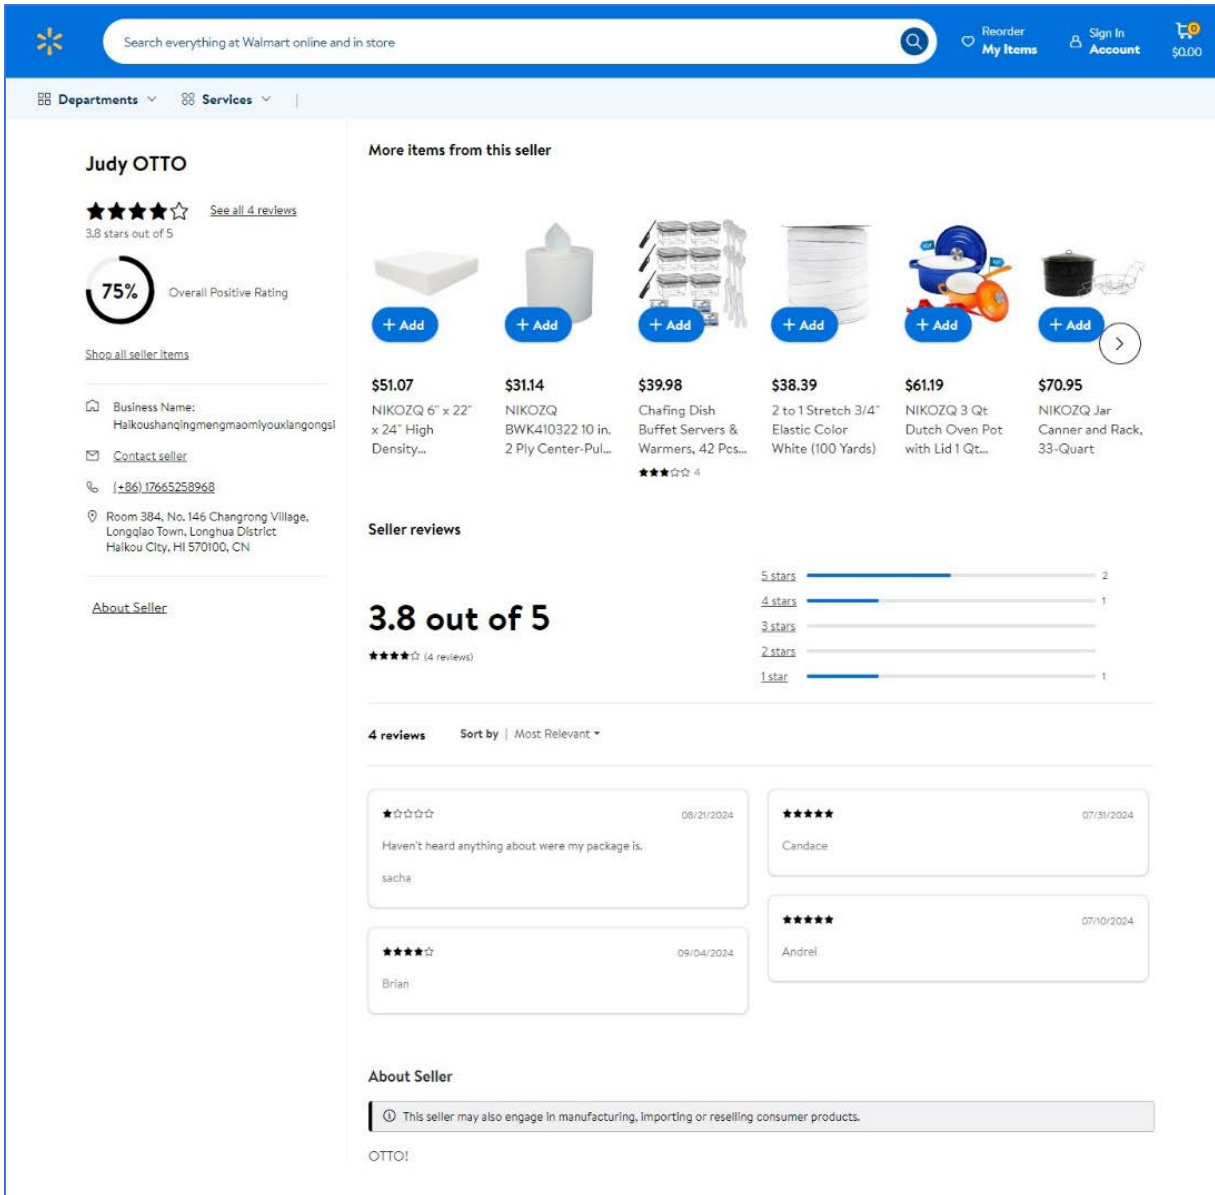 Search everything at Walmart online and in store
Reorder
My Items
Sign In
Account
0
$0.00
Departments
Services
Judy OTTO
See all 4 reviews
3.8 stars out of 5
75%
Overall Positive Rating
Shop all seller items
Business Name:
Haikoushanqingmengmaomiyouxiangongsi
Contact seller
(+86) 17665258968
Room 384, No. 146 Changrong Village,
Longqiao Town, Longhua District
Haikou City, HI 570100, CN
About Seller
More items from this seller
+ Add
+ Add
+ Add
+ Add
+ Add
+ Add
$51.07
NIKOZQ 6" x 22"
x 24" High
Density...
$31.14
NIKOZQ
BWK410322 10 in.
2 Ply Center-Pul...
$39.98
Chafing Dish
Buffet Servers &
Warmers, 42 Pcs...
4
$38.39
2 to 1 Stretch 3/4"
Elastic Color
White (100 Yards)
$61.19
NIKOZQ 3 Qt
Dutch Oven Pot
with Lid 1 Qt...
$70.95
NIKOZQ Jar
Canner and Rack,
33-Quart
Seller reviews
3.8 out of 5
(4 reviews)
5 stars 2
4 stars 1
3 stars
2 stars
1 star 1
4 reviews
Sort by | Most Relevant
08/21/2024
Haven't heard anything about were my package is.
sacha
09/04/2024
Brian
07/31/2024
Candace
07/10/2024
Andrei
About Seller
This seller may also engage in manufacturing, importing or reselling consumer products.
OTTO!